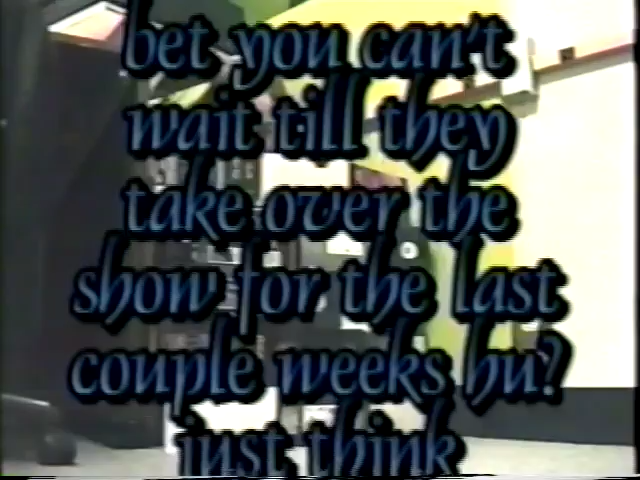 bet you can't
wait till they
take over the
show for the last
couple weeks hu?
just think